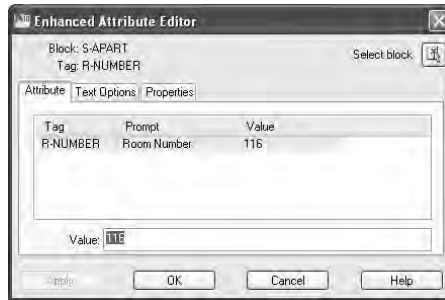 Enhanced Attribute Editor
Block: S-APART
Select block
Tag: R-NUMBER
Attribute Text Options Properties
Tag Prompt Value
R-NUMBER Room Number 116
Value: 116
Apply OK Cancel Help